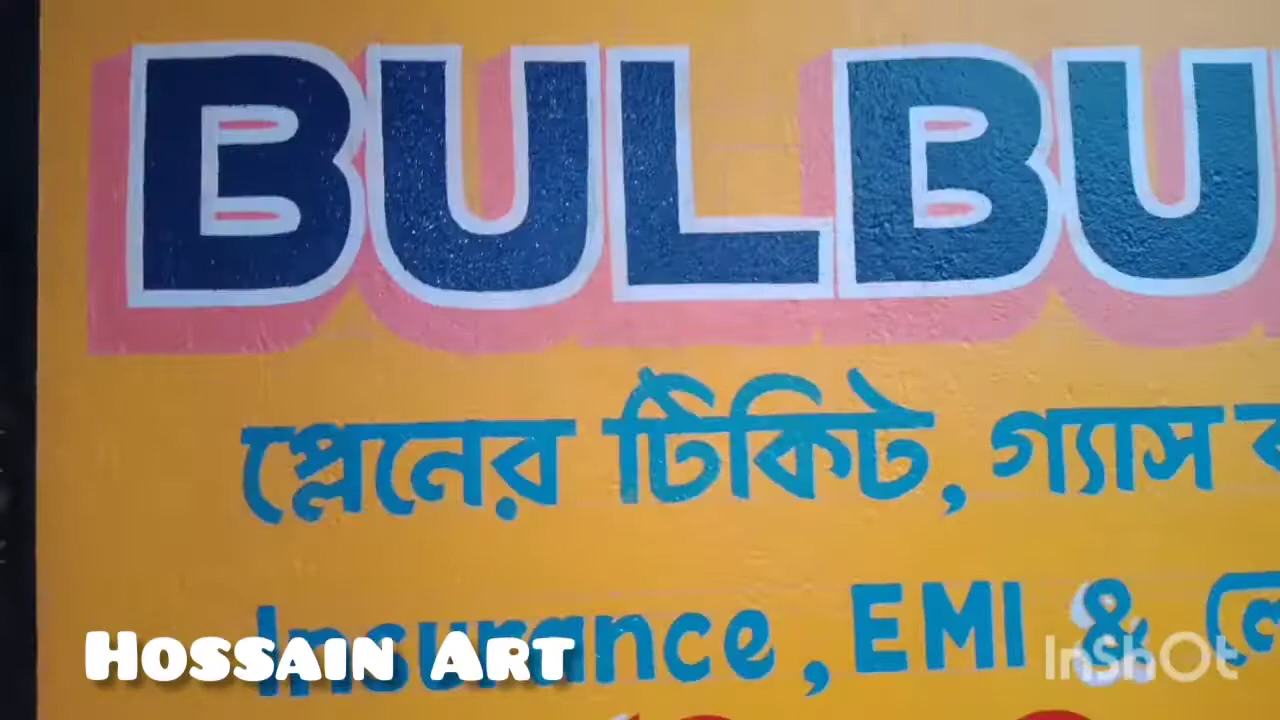 BULBU
প্লেনের টিকিট, গ্যাস
Insurance, EMI &
HOSSAIN ART
InShOt